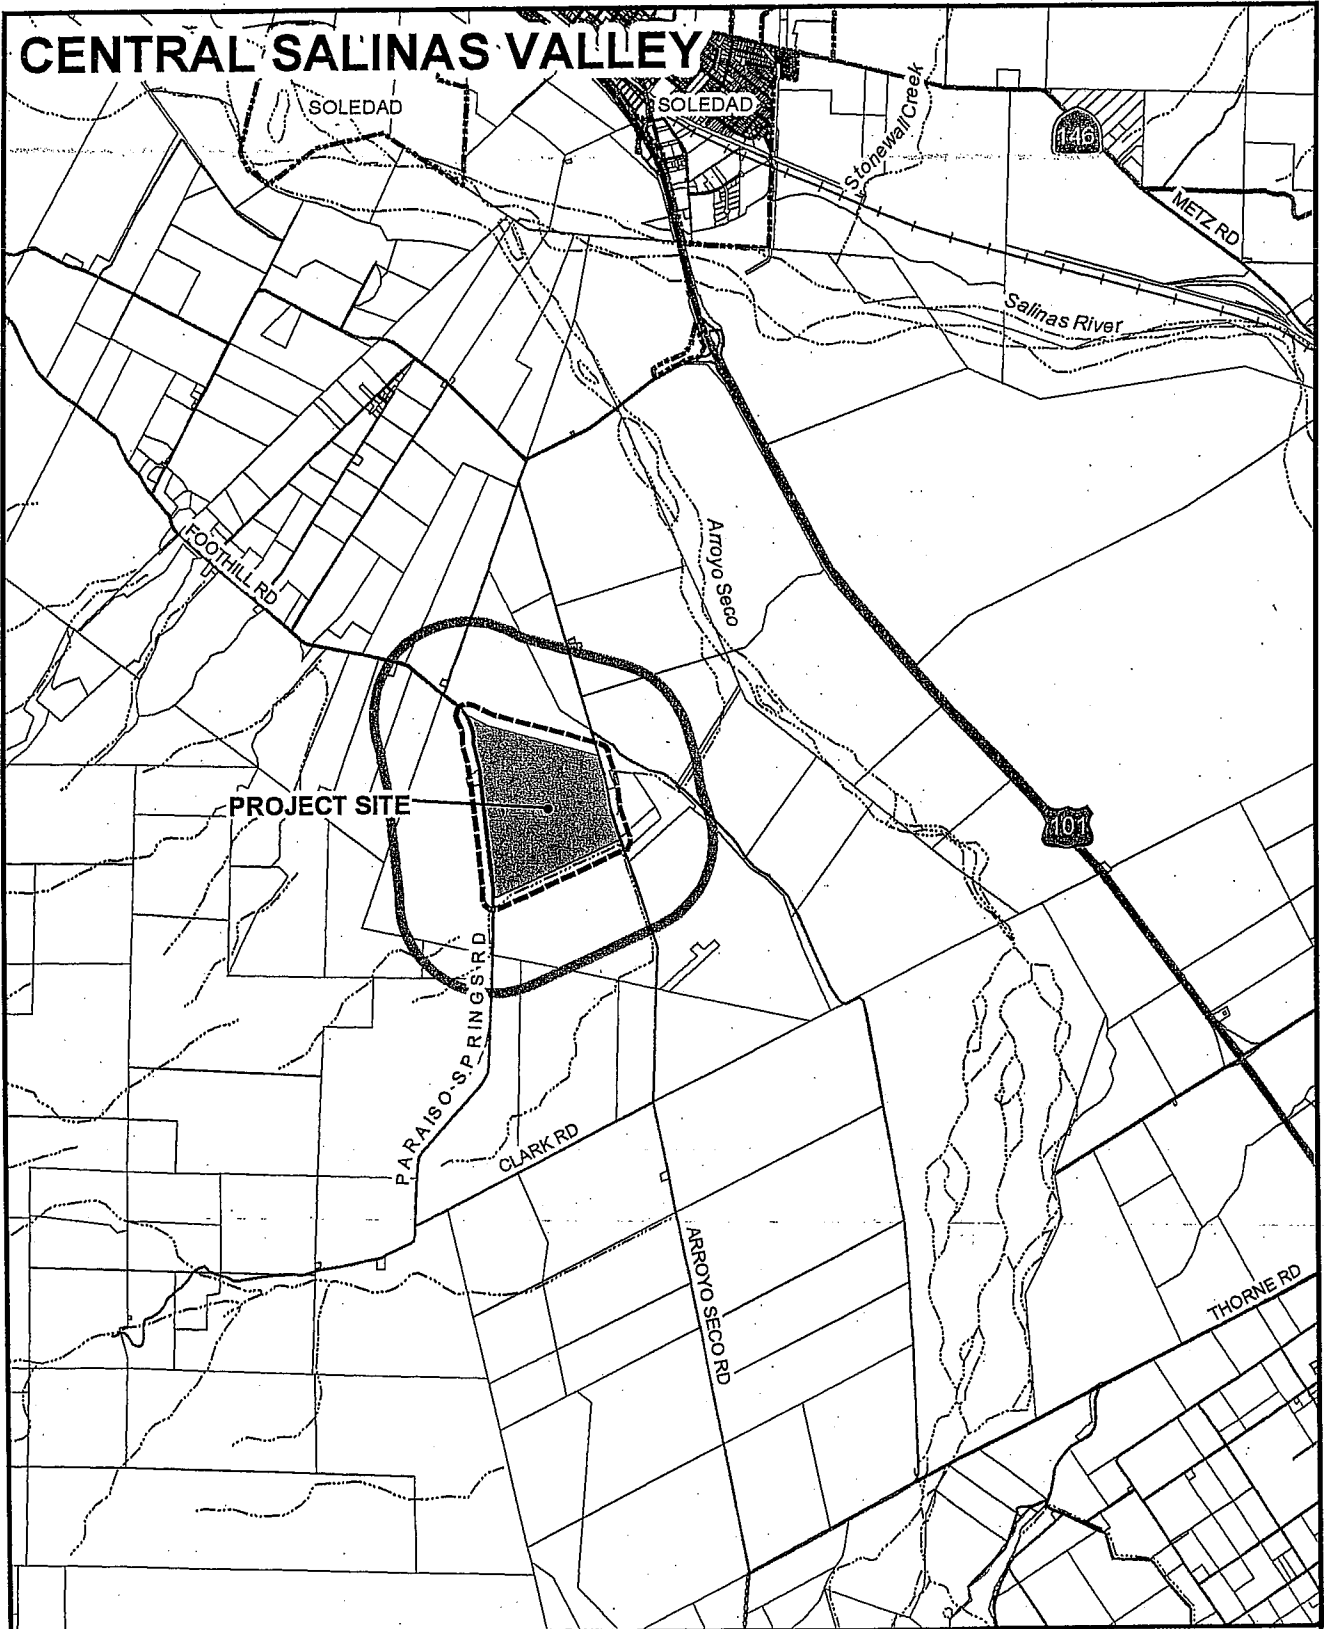 CENTRAL SALINAS VALLEY
SOLEDAD
SOLEDAD
Stonewall Creek
146
METZ RD
Salinas River
Arroyo Seco
FOOTHILL RD
PROJECT SITE
101
PARAISO SPRINGS RD
CLARK RD
ARROYO SECO RD
THORNE RD